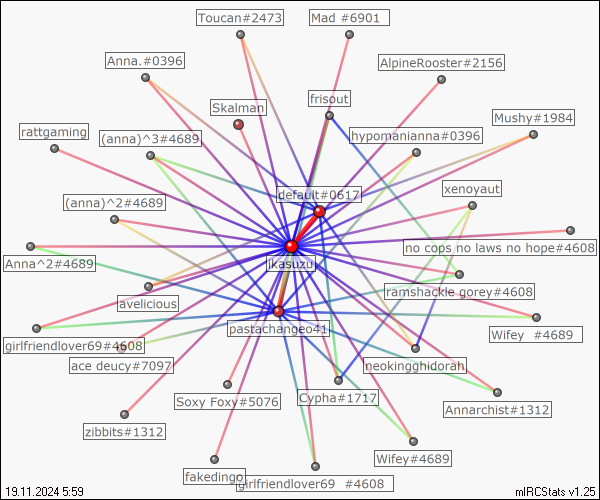 Toucan#2473
Mad #6901
Anna.#0396
AlpineRooster#2156
Skalman
frisout
Mushy#1984
rattgaming
(anna)^3#4689
hypomanianna#0396
default#0617
xenoyaut
(anna)^2#4689
no cops no laws no hope#4608
Anna^2#4689
ikasuzu
avelicious
ramshackle gorey#4608
pastachangeo41
Wifey #4689
girlfriendlover69#4608
ace deucy#7097
neokingghidorah
Soxy Foxy#5076
Cypha#1717
Annarchist#1312
zibbits#1312
Wifey#4689
fakedingo
girlfriendlover69 #4608
19.11.2024 5:59
mIRCStats v1.25